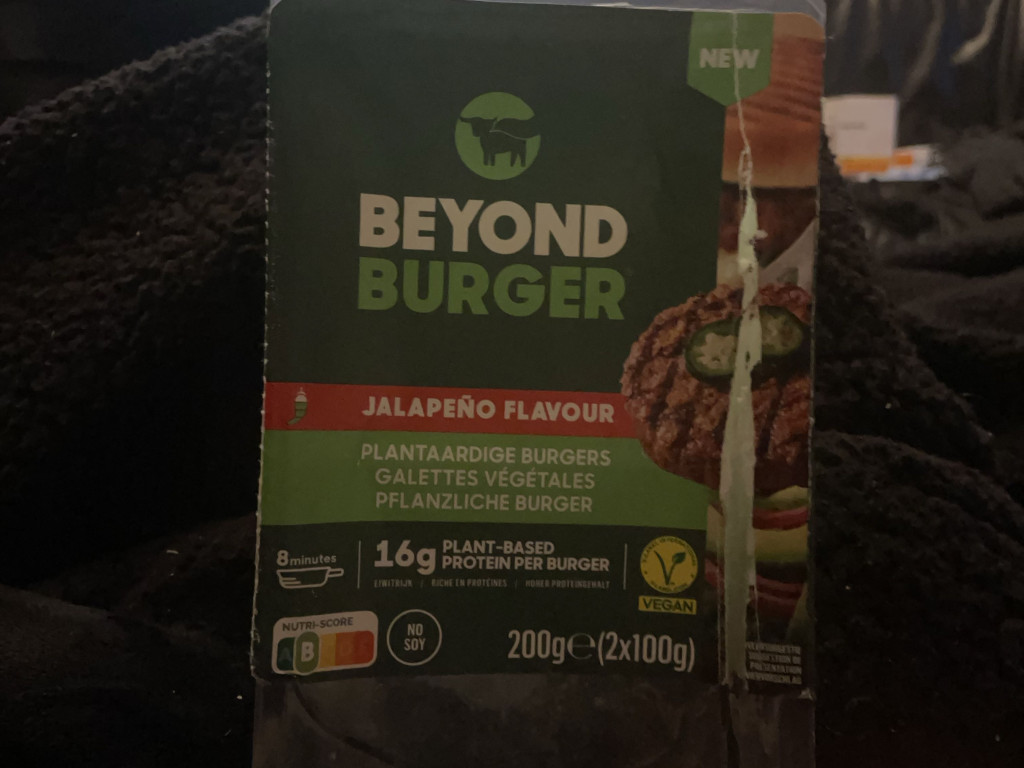 NEW
BEYOND
BURGER
JALAPEÑO FLAVOUR
PLANTAARDIGE BURGERS
GALETTES VÉGÉTALES
PFLANZLICHE BURGER
8 minutes
16g PLANT-BASED
PROTEIN PER BURGER
EIWITRIJK | RICHE EN PROTÉINES | HOHER PROTEINGEHALT
VEGAN
NUTRI-SCORE
B
NO
SOY
200g℮(2x100g)